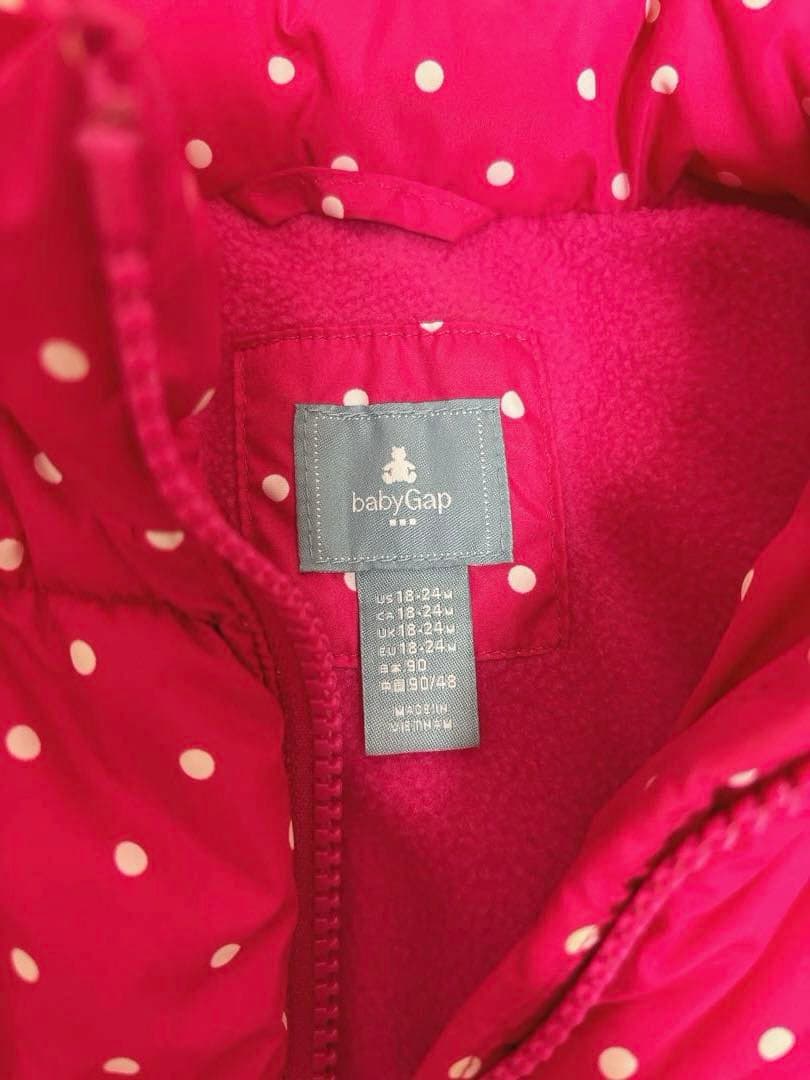 babyGap
US 18-24M
CA 18-24M
UK 18-24M
EU 18-24M
日本 90
中国 90/48
MADE IN
VIETNAM